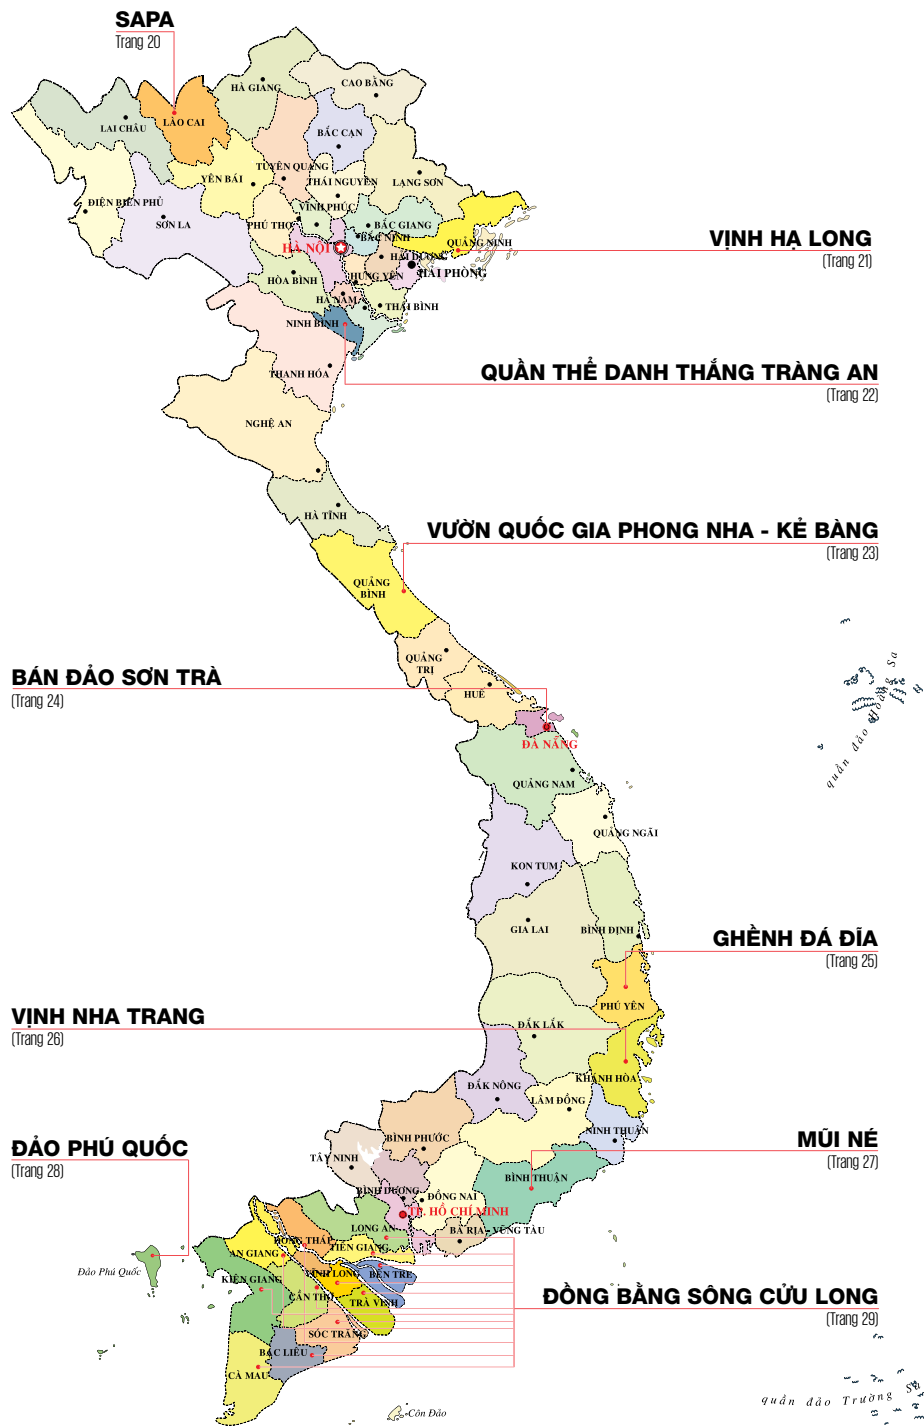 SAPA
Trang 20
CAO BẰNG
HÀ GIANG
LÀO CAI
LAI CHÂU
BẮC CẠN
TUYÊN QUANG
THÁI NGUYÊN
YÊN BÁI
LẠNG SƠN
ĐIỆN BIÊN PHỦ
SƠN LA
VĨNH PHÚC
PHÚ THỌ
BẮC GIANG
BẮC NINH
QUẢNG NINH
HÀ NỘI
HẢI DƯƠNG
HẢI PHÒNG
HƯNG YÊN
HÒA BÌNH
HÀ NAM
THÁI BÌNH
NINH BÌNH
VỊNH HẠ LONG
(Trang 21)
THANH HÓA
QUẦN THỂ DANH THẮNG TRÀNG AN
(Trang 22)
NGHỆ AN
HÀ TĨNH
VƯỜN QUỐC GIA PHONG NHA - KẺ BÀNG
(Trang 23)
QUẢNG
BÌNH
QUẢNG
TRỊ
HUẾ
BÁN ĐẢO SƠN TRÀ
(Trang 24)
ĐÀ NẴNG
quần đảo Hoàng Sa
QUẢNG NAM
QUẢNG NGÃI
KON TUM
GIA LAI
BÌNH ĐỊNH
GHỀNH ĐÁ ĐĨA
(Trang 25)
PHÚ YÊN
VỊNH NHA TRANG
(Trang 26)
ĐẮK LẮK
KHÁNH HÒA
ĐẮK NÔNG
LÂM ĐỒNG
NINH THUẬN
BÌNH PHƯỚC
MŨI NÉ
(Trang 27)
ĐẢO PHÚ QUỐC
(Trang 28)
TÂY NINH
BÌNH THUẬN
BÌNH DƯƠNG
ĐỒNG NAI
TP. HỒ CHÍ MINH
LONG AN
BÀ RỊA - VŨNG TÀU
ĐỒNG THÁP
TIỀN GIANG
AN GIANG
Đảo Phú Quốc
KIÊN GIANG
VĨNH LONG
BẾN TRE
CẦN THƠ
TRÀ VINH
ĐỒNG BẰNG SÔNG CỬU LONG
(Trang 29)
SÓC TRĂNG
BẠC LIÊU
CÀ MAU
Côn Đảo
quần đảo Trường Sa